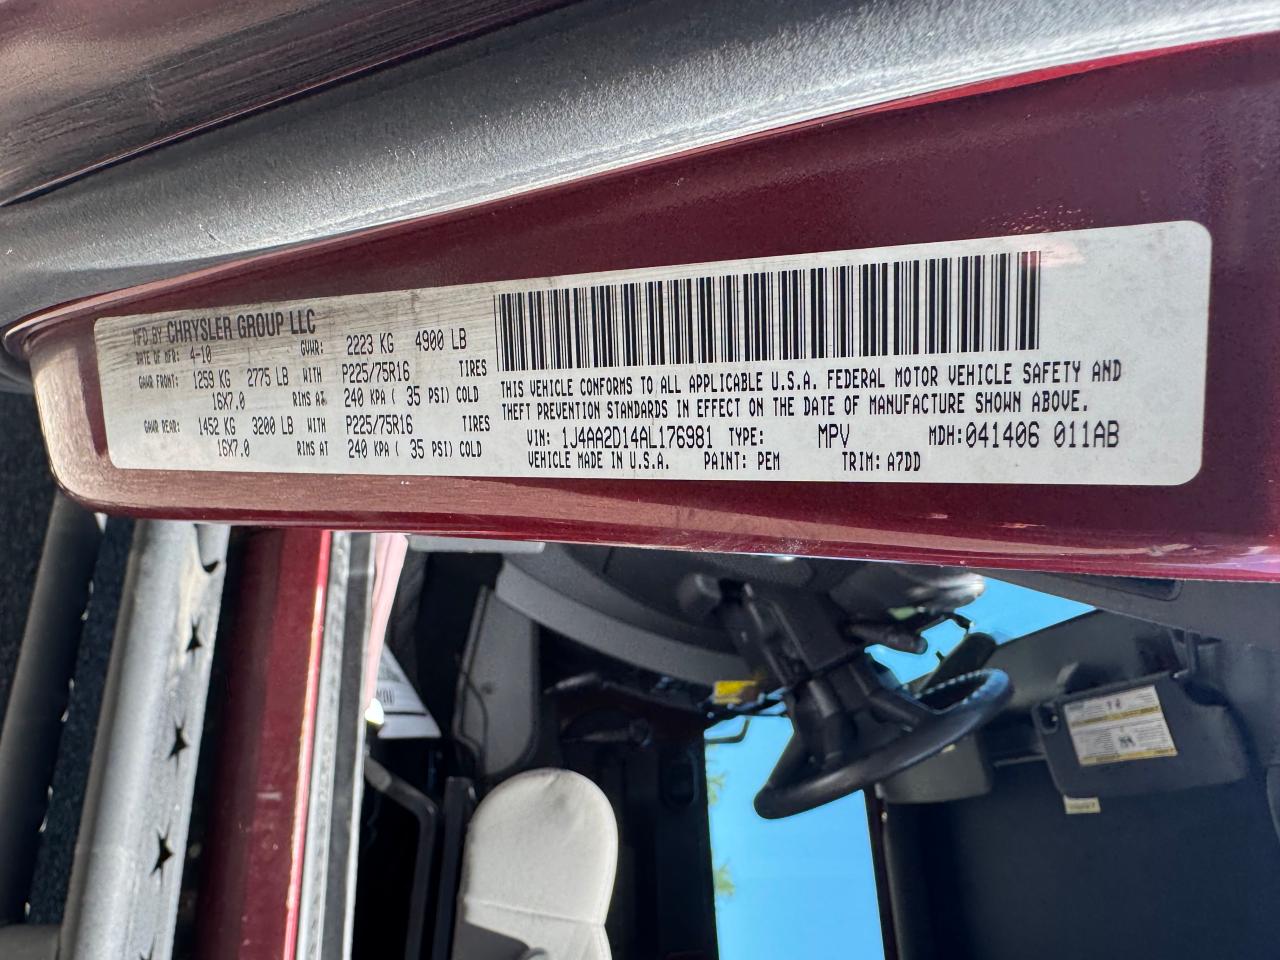 MFD BY CHRYSLER GROUP LLC
DATE OF MFR: 4-10 GVWR: 2223 KG 4900 LB
GAWR FRONT: 1259 KG 2775 LB WITH P225/75R16 TIRES
16X7.0 RIMS AT 240 KPA ( 35 PSI) COLD
GAWR REAR: 1452 KG 3200 LB WITH P225/75R16 TIRES
16X7.0 RIMS AT 240 KPA ( 35 PSI) COLD
THIS VEHICLE CONFORMS TO ALL APPLICABLE U.S.A. FEDERAL MOTOR VEHICLE SAFETY AND
THEFT PREVENTION STANDARDS IN EFFECT ON THE DATE OF MANUFACTURE SHOWN ABOVE.
VIN: 1J4AA2D14AL176981 TYPE: MPV MDH:041406 011AB
VEHICLE MADE IN U.S.A. PAINT: PEM TRIM: A7DD